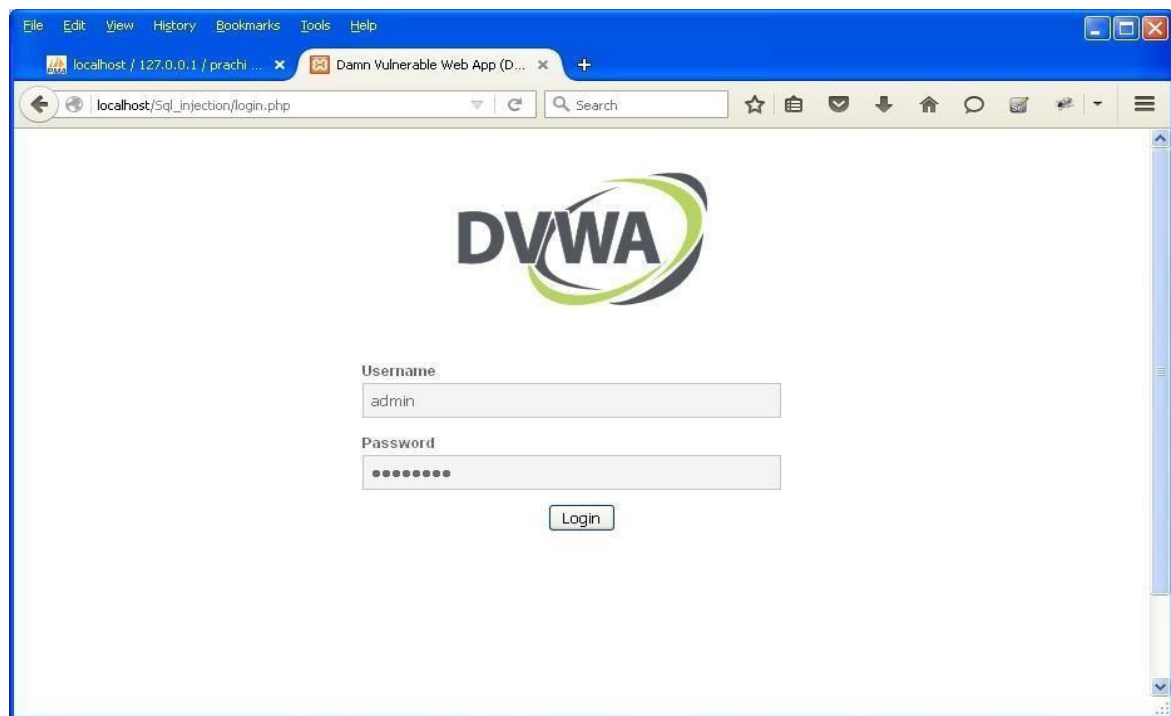 File Edit View History Bookmarks Tools Help
localhost / 127.0.0.1 / prachi ... Damn Vulnerable Web App (D...
localhost/Sql_injection/login.php Search
DVWA
Username
admin
Password
Login